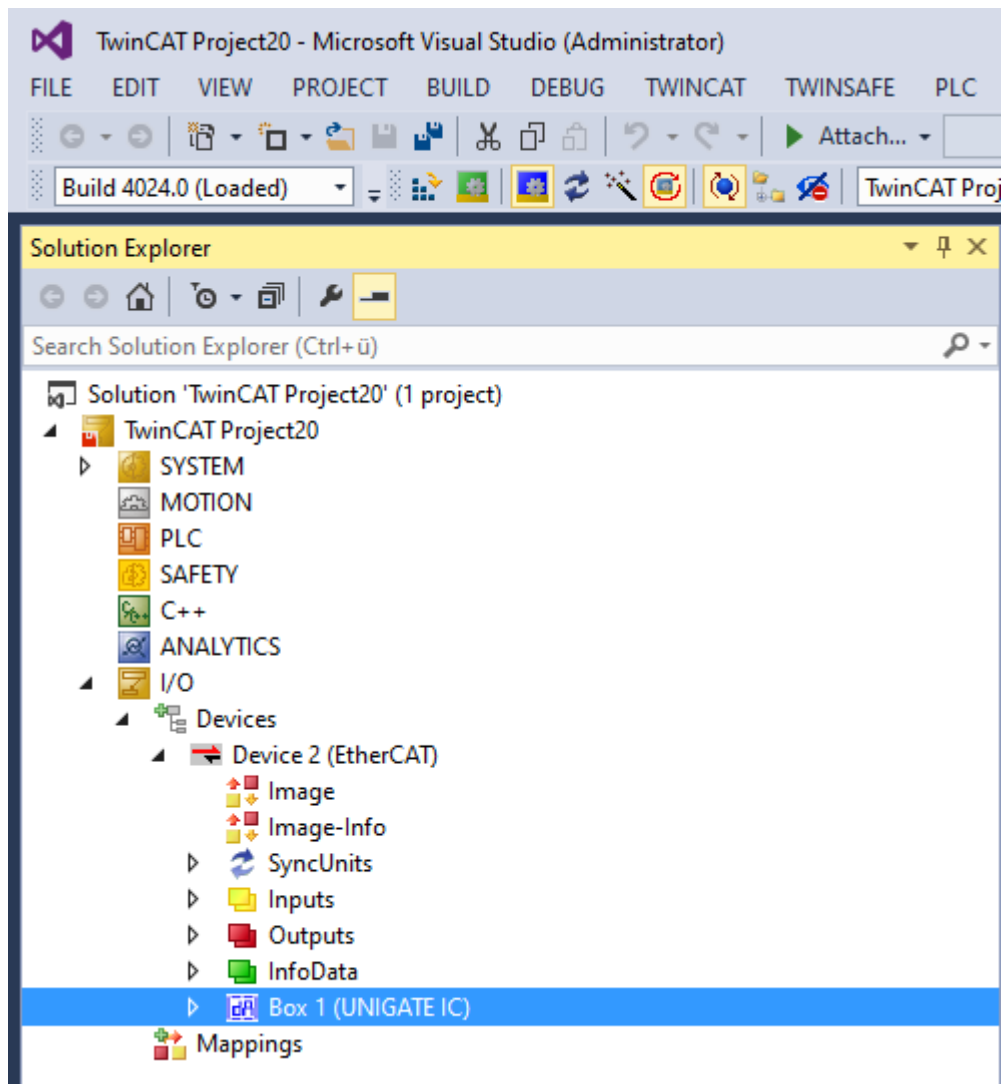 TwinCAT Project20 - Microsoft Visual Studio (Administrator)
FILE EDIT VIEW PROJECT BUILD DEBUG TWINCAT TWINSAFE PLC
Attach...
Build 4024.0 (Loaded) TwinCAT Proj
Solution Explorer
Search Solution Explorer (Ctrl+ü)
Solution 'TwinCAT Project20' (1 project)
TwinCAT Project20
SYSTEM
MOTION
PLC
SAFETY
C++
ANALYTICS
I/O
Devices
Device 2 (EtherCAT)
Image
Image-Info
SyncUnits
Inputs
Outputs
InfoData
Box 1 (UNIGATE IC)
Mappings